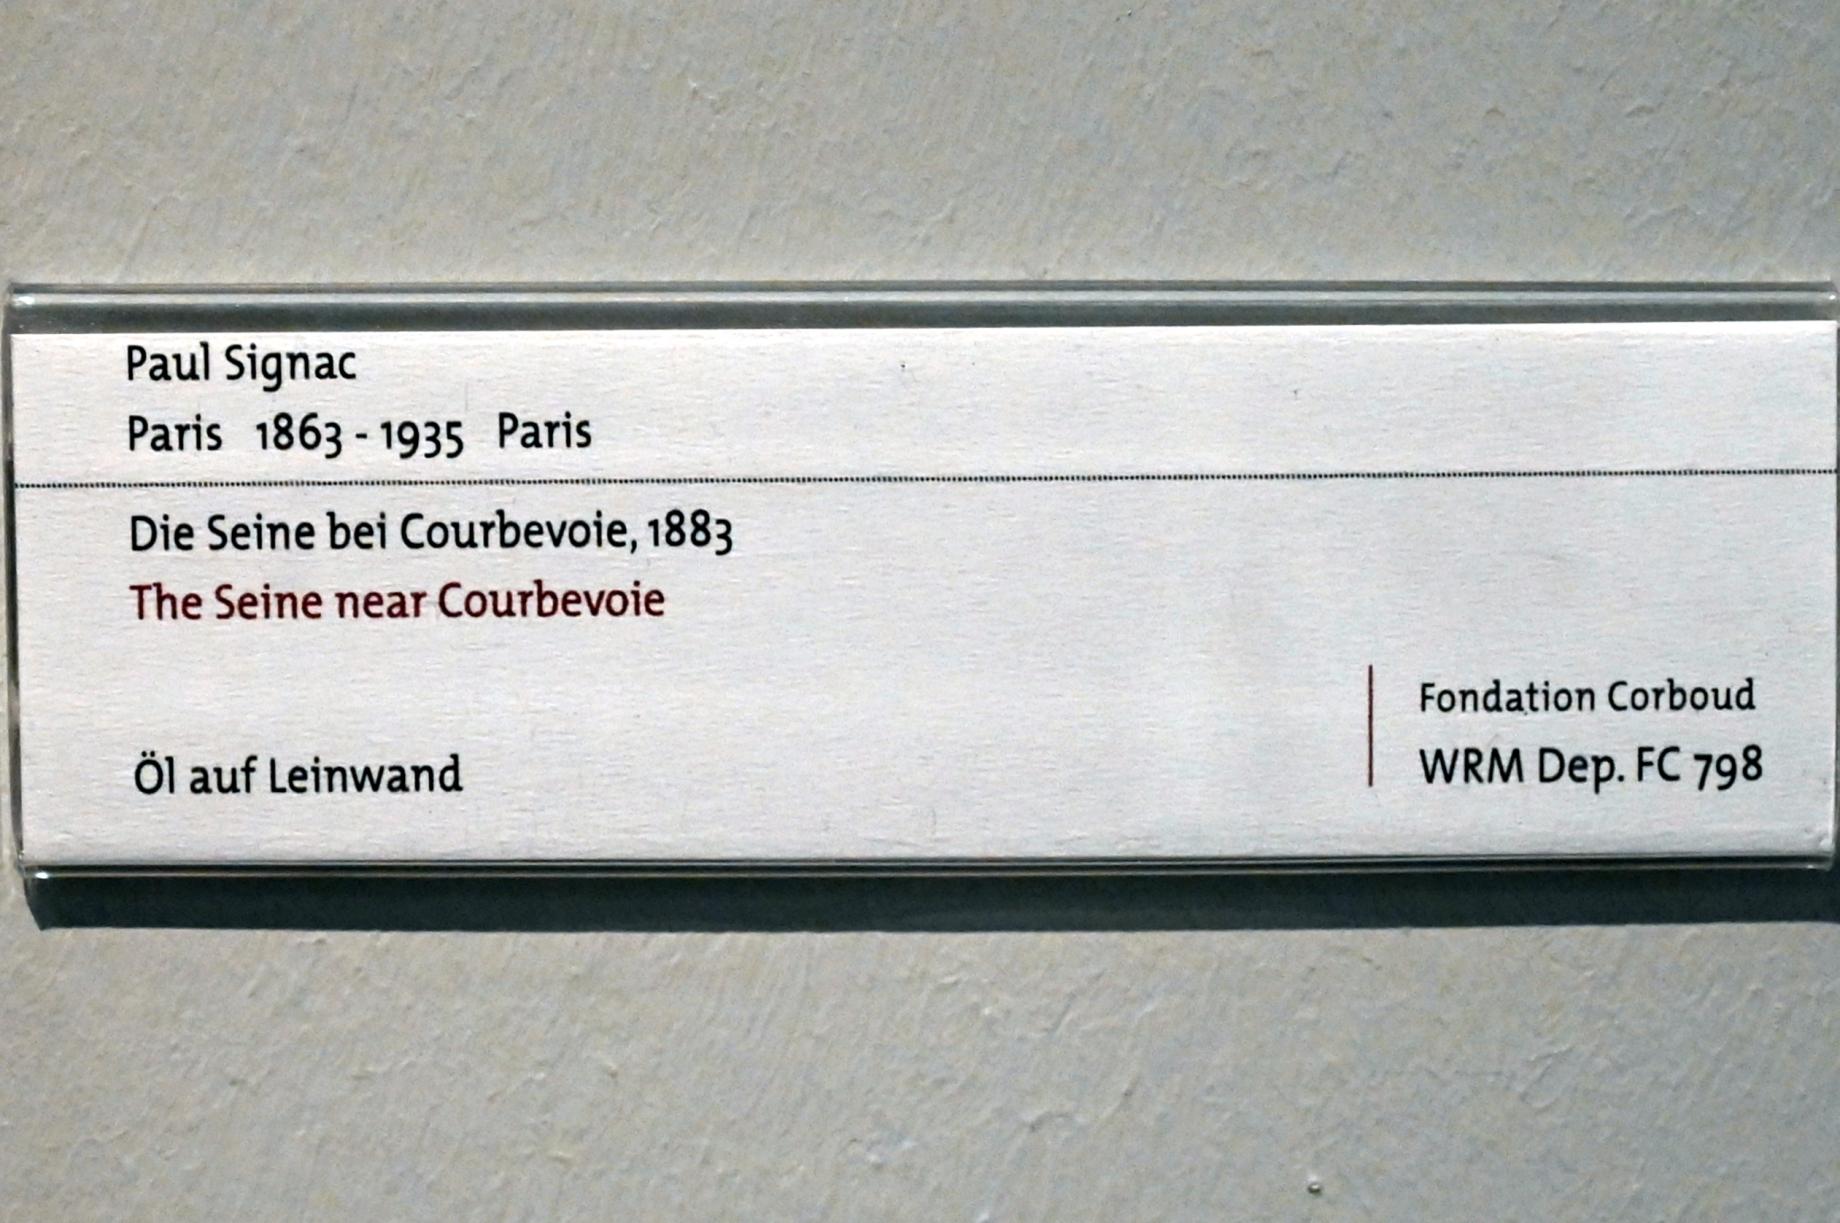 Paul Signac
Paris 1863 - 1935 Paris
Die Seine bei Courbevoie, 1883
The Seine near Courbevoie
Öl auf Leinwand
Fondation Corboud
WRM Dep. FC 798